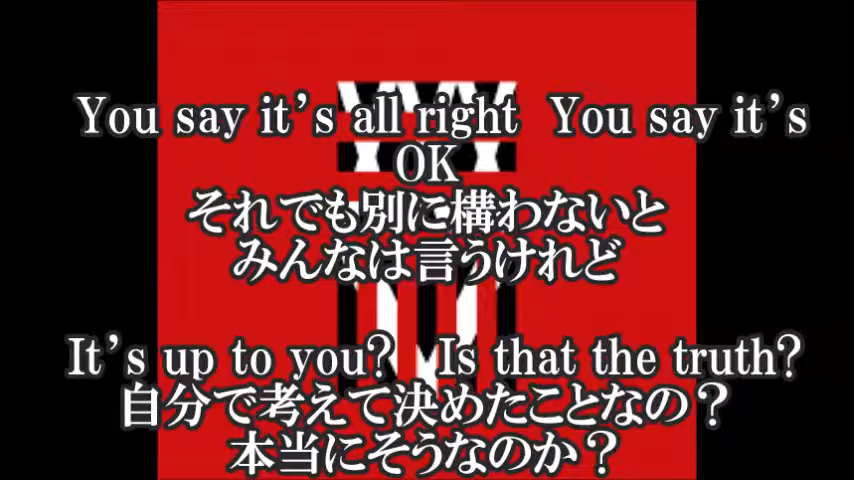 You say it’s all right　You say it’s
OK
それでも別に構わないと
みんなは言うけれど
It’s up to you?　Is that the truth?
自分で考えて決めたことなの？
本当にそうなのか？